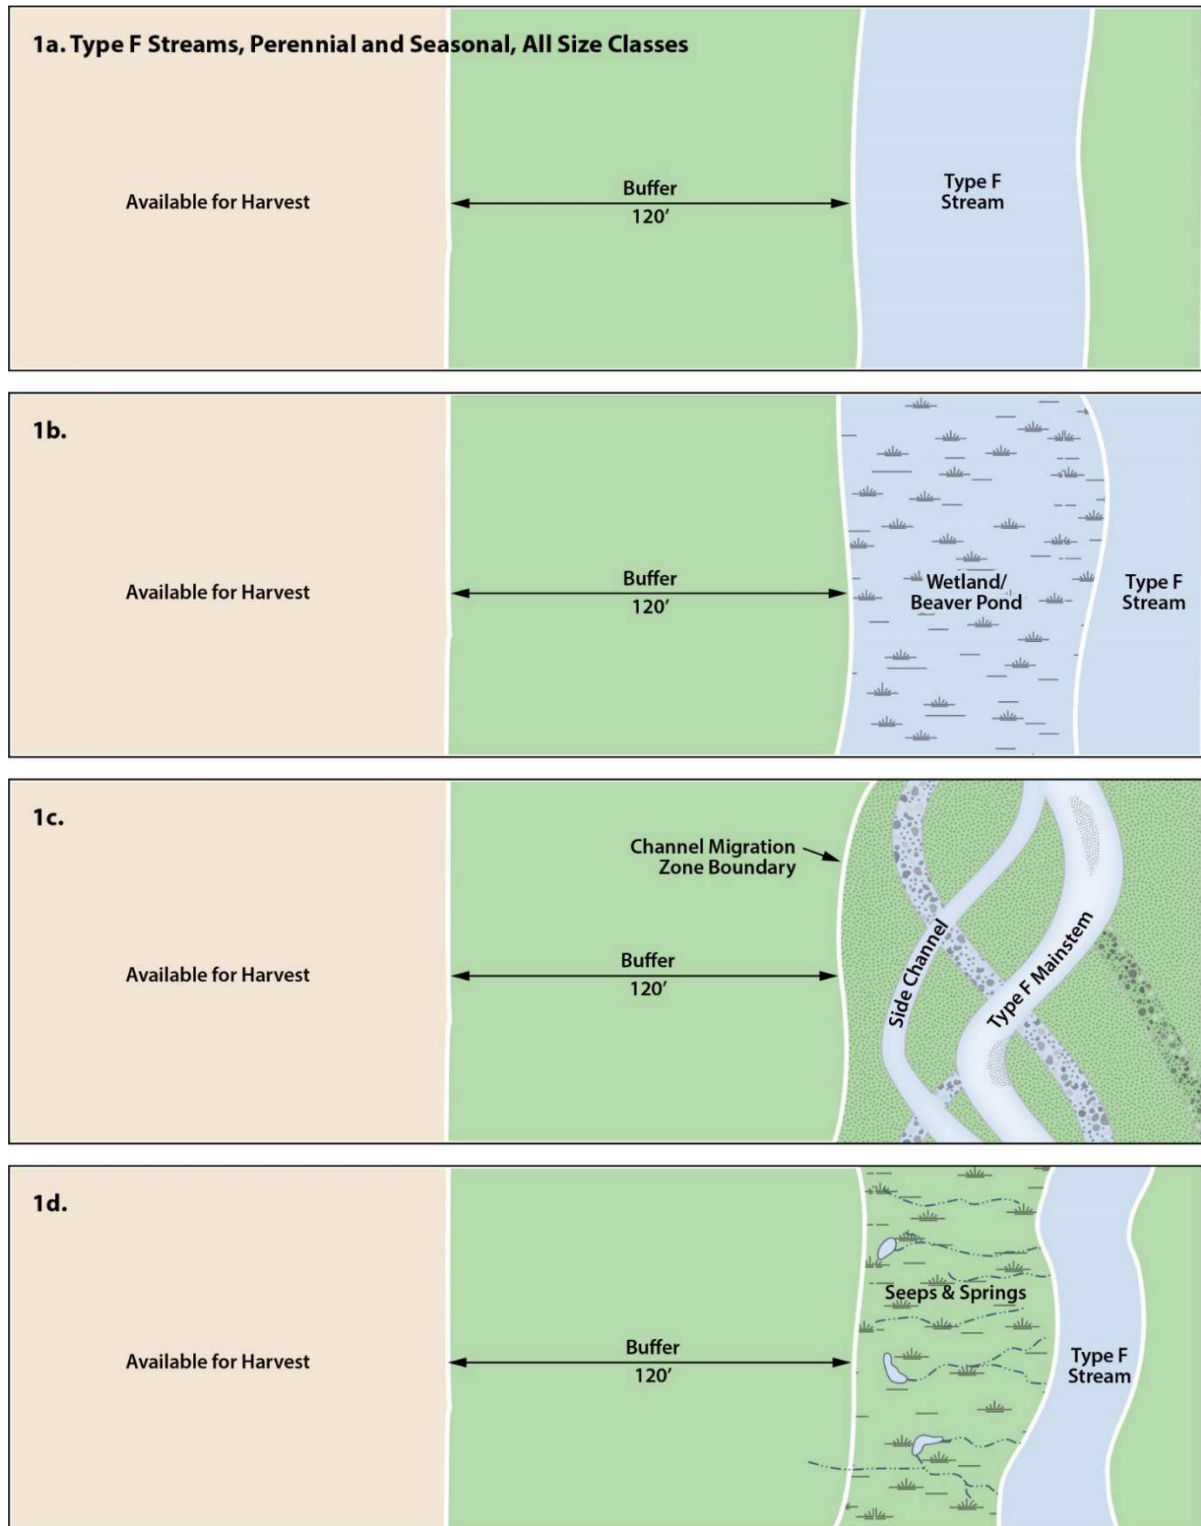 1a. Type F Streams, Perennial and Seasonal, All Size Classes
Available for Harvest
Buffer
120'
Type F
Stream
1b.
Available for Harvest
Buffer
120'
Wetland/
Beaver Pond
Type F
Stream
1c.
Channel Migration
Zone Boundary
Available for Harvest
Buffer
120'
Side Channel
Type F Mainstem
1d.
Seeps & Springs
Available for Harvest
Buffer
120'
Type F
Stream